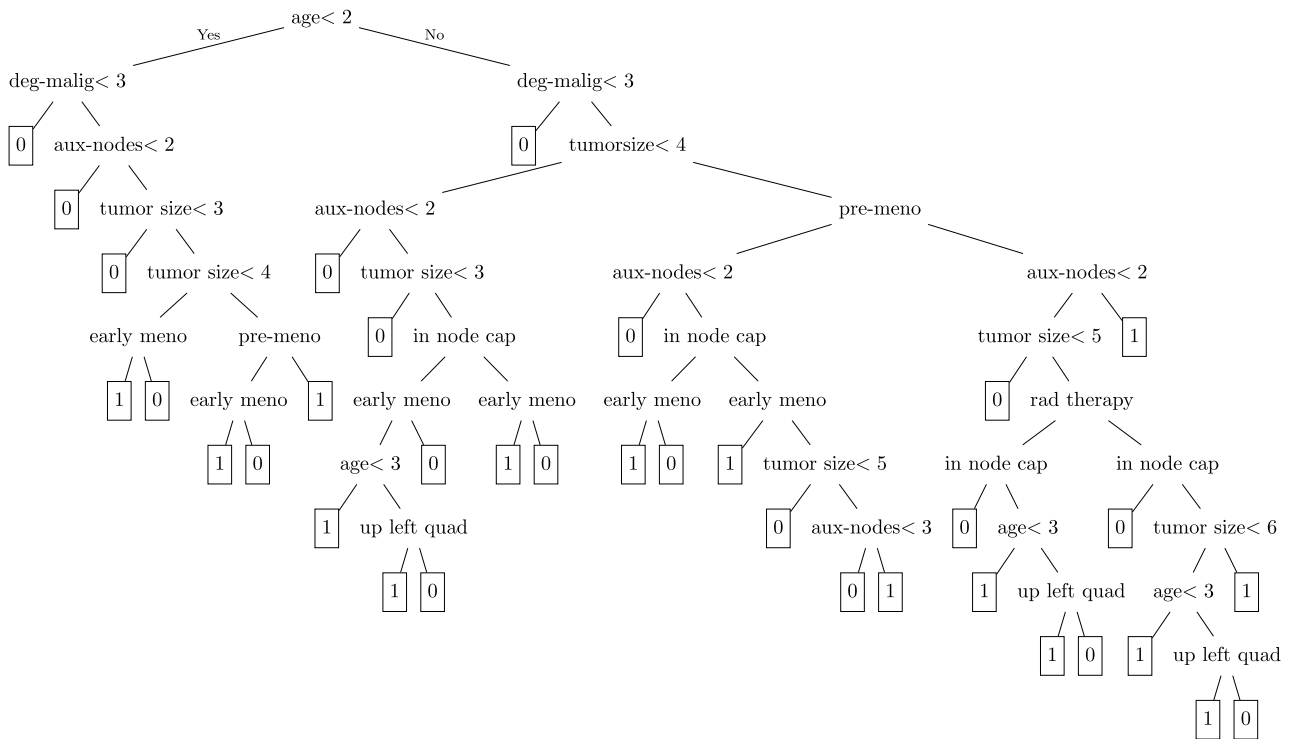 age< 2
Yes No
deg-malig< 3 deg-malig< 3
0 aux-nodes< 2 0 tumorsize< 4
0 tumor size< 3 aux-nodes< 2 pre-meno
0 tumor size< 4 0 tumor size< 3 aux-nodes< 2 aux-nodes< 2
early meno pre-meno 0 in node cap 0 in node cap tumor size< 5 1
1 0 early meno 1 early meno early meno early meno early meno 0 rad therapy
1 0 age< 3 0 1 0 1 0 1 tumor size< 5 in node cap in node cap
1 up left quad 0 aux-nodes< 3 0 age< 3 0 tumor size< 6
1 0 0 1 1 up left quad age< 3 1
1 0 1 up left quad
1 0